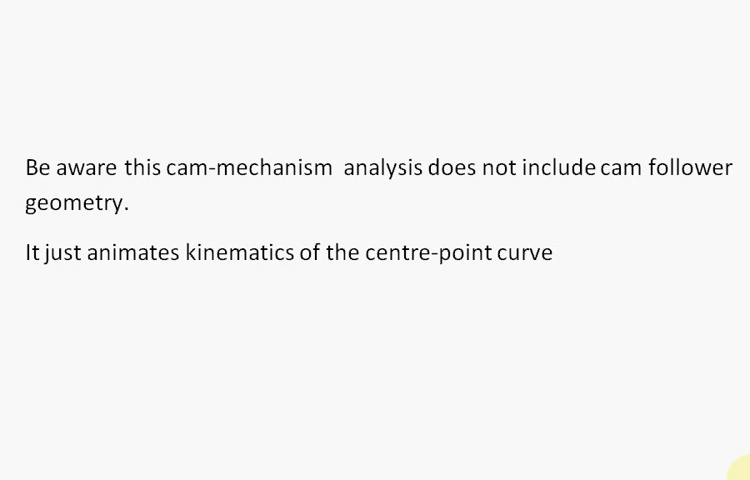 Be aware this cam-mechanism analysis does not include cam follower
geometry.
It just animates kinematics of the centre-point curve